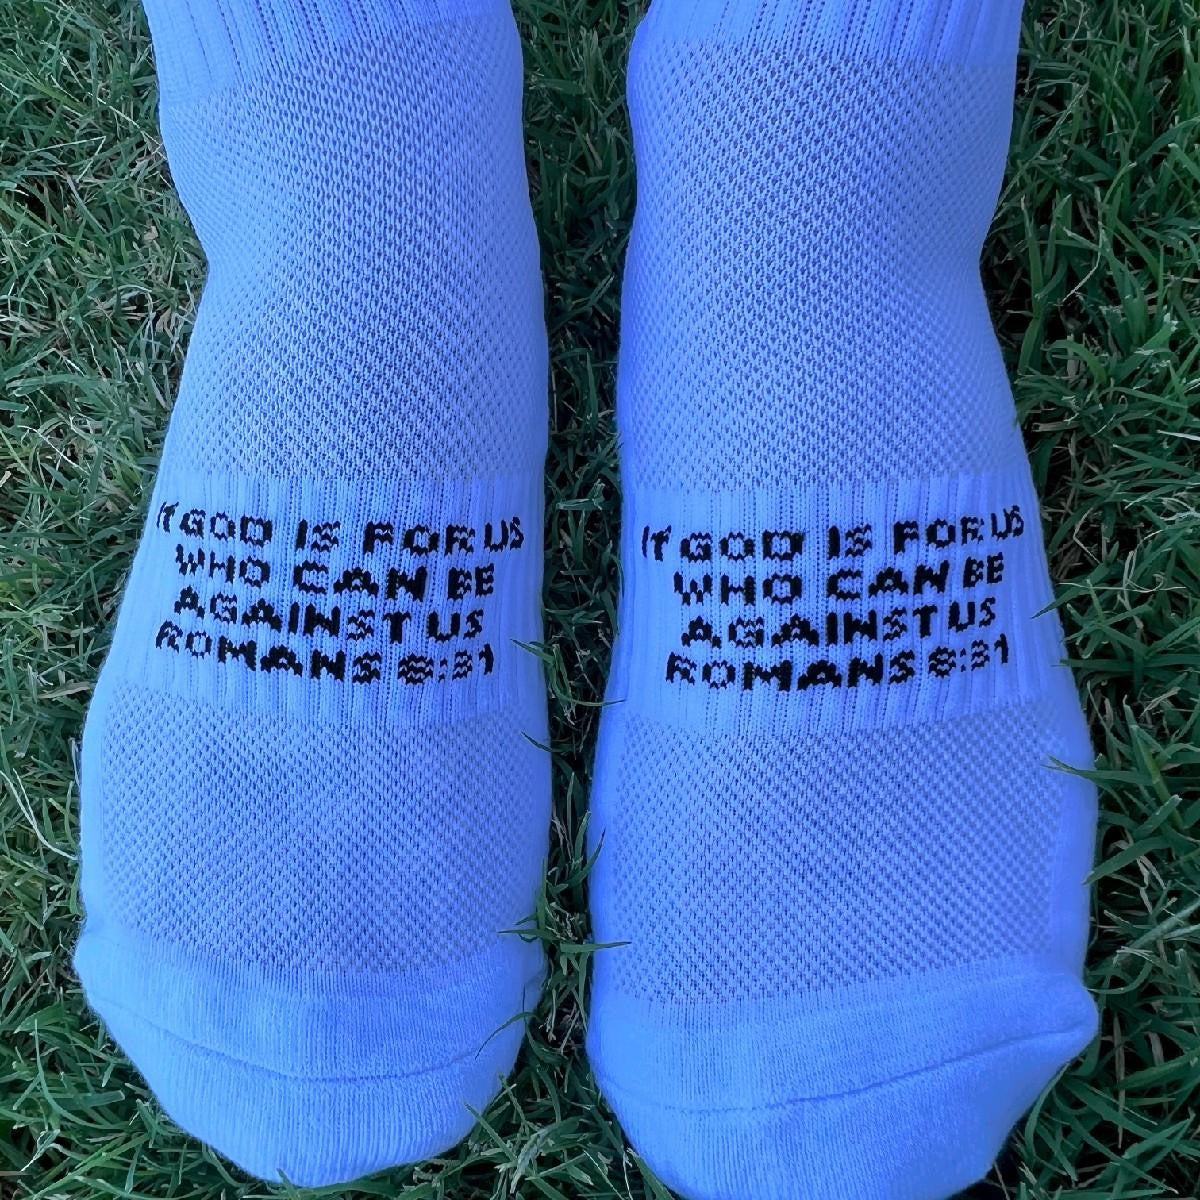 If GOD IS FOR US
WHO CAN BE
AGAINST US
ROMANS 8:31
If GOD IS FOR US
WHO CAN BE
AGAINST US
ROMANS 8:31